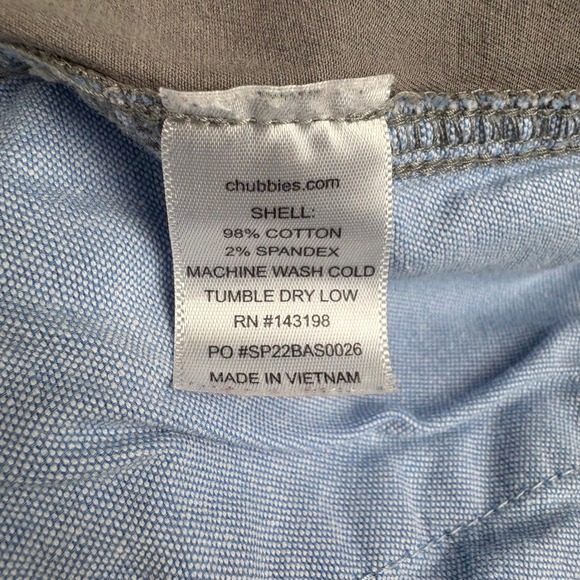 chubbies.com
SHELL:
98% COTTON
2% SPANDEX
MACHINE WASH COLD
TUMBLE DRY LOW
RN #143198
PO #SP22BAS0026
MADE IN VIETNAM